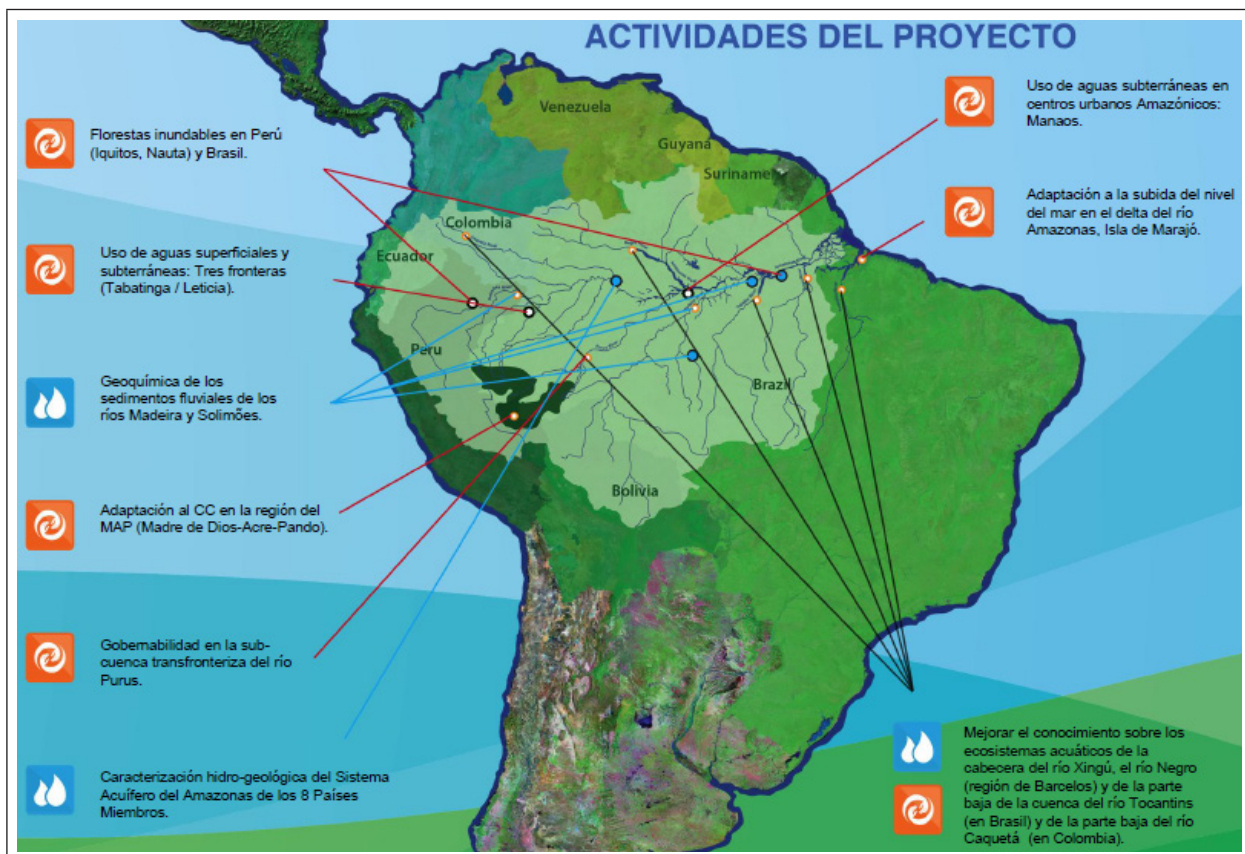 ACTIVIDADES DEL PROYECTO
Florestas inundables en Perú
(Iquitos, Nauta) y Brasil.
Uso de aguas superficiales y
subterráneas: Tres fronteras
(Tabatinga / Leticia).
Geoquímica de los
sedimentos fluviales de los
ríos Madeira y Solimões.
Adaptación al CC en la región del
MAP (Madre de Dios-Acre-Pando).
Gobernabilidad en la sub-
cuenca transfronteriza del río
Purus.
Caracterización hidro-geológica del Sistema
Acuífero del Amazonas de los 8 Países
Miembros.
Venezuela
Guyana
Suriname
Colombia
Ecuador
Peru
Brazil
Bolivia
Uso de aguas subterráneas en
centros urbanos Amazónicos:
Manaos.
Adaptación a la subida del nivel
del mar en el delta del río
Amazonas, Isla de Marajó.
Mejorar el conocimiento sobre los
ecosistemas acuáticos de la
cabecera del río Xingú, el río Negro
(región de Barcelos) y de la parte
baja de la cuenca del río Tocantins
(en Brasil) y de la parte baja del río
Caquetá (en Colombia).